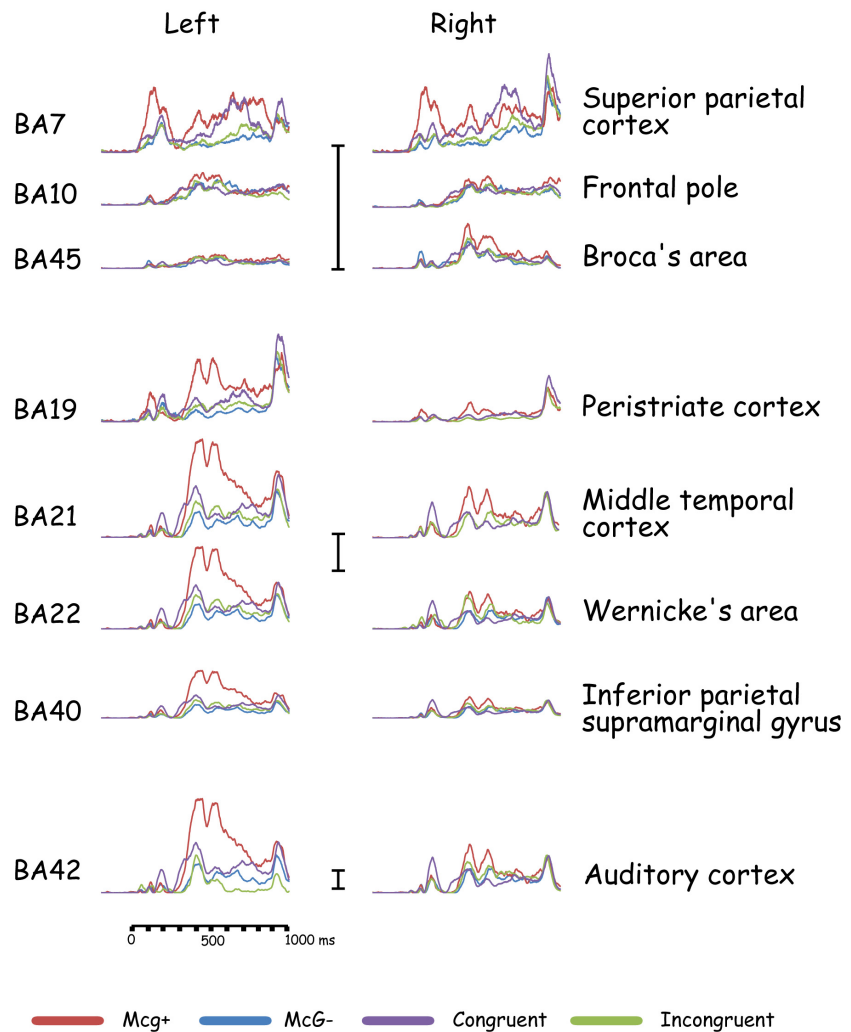 Left Right
BA7 Superior parietal
cortex
BA10 Frontal pole
BA45 Broca's area
BA19 Peristriate cortex
BA21 Middle temporal
cortex
BA22 Wernicke's area
BA40 Inferior parietal
supramarginal gyrus
BA42 Auditory cortex
0 500 1000 ms
Mcg+ McG- Congruent Incongruent